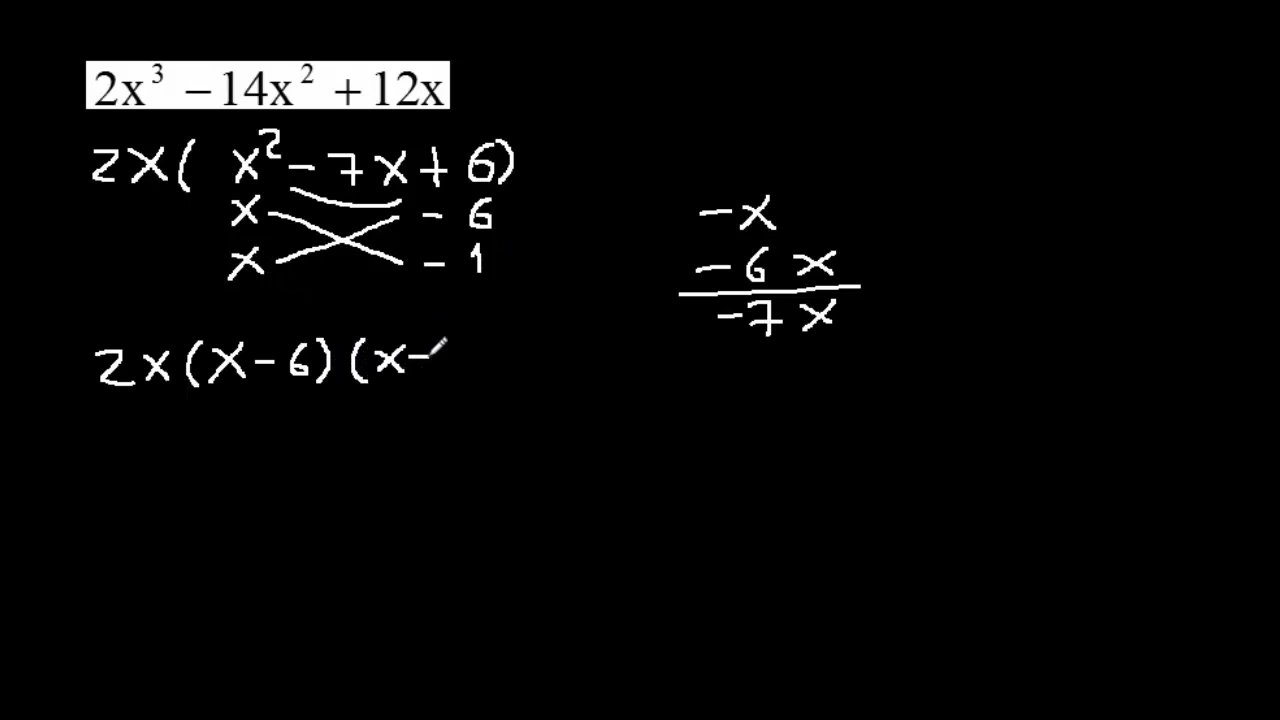 2x³ − 14x² + 12x
2x( x² − 7x + 6)
x − 6
x − 1
2x(x − 6)(x −
−x
−6x
−7x